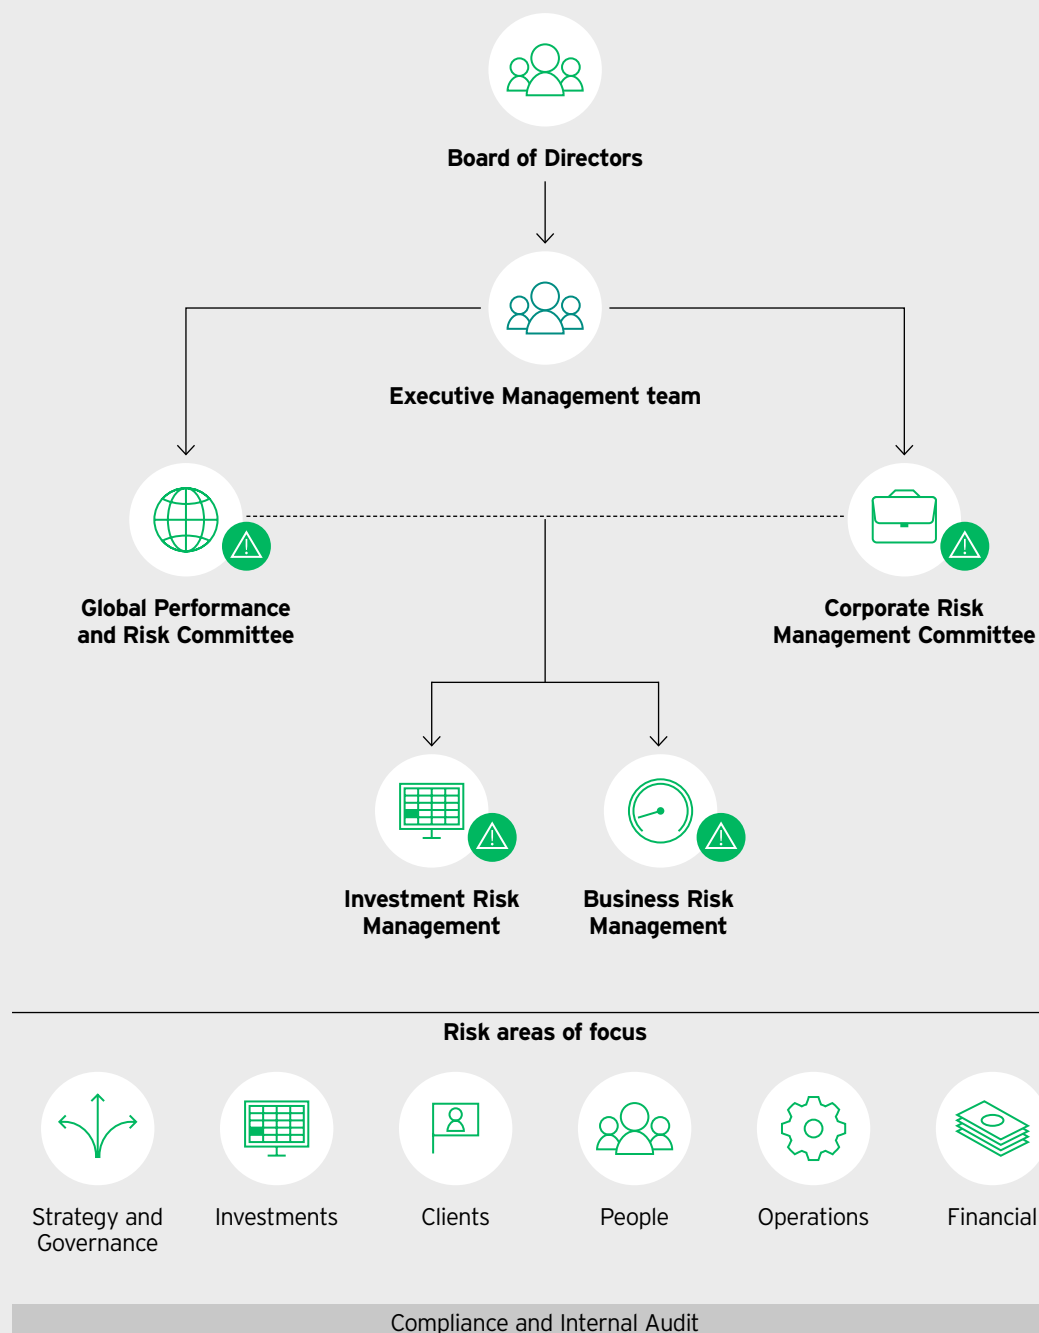 Board of Directors
Executive Management team
Global Performance
and Risk Committee
Corporate Risk
Management Committee
Investment Risk
Management
Business Risk
Management
Risk areas of focus
Strategy and
Governance
Investments
Clients
People
Operations
Financial
Compliance and Internal Audit